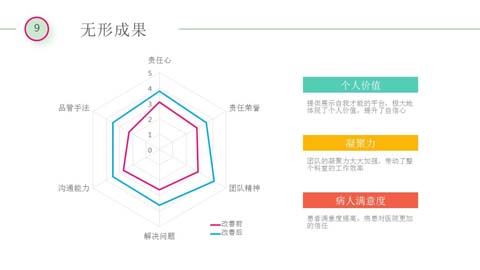 9
无形成果
责任心
5
4
3
2
1
0
责任荣誉
团队精神
解决问题
沟通能力
品管手法
改善前
改善后
个人价值
提供展示自我才能的平台，很大地
体现了个人价值，提升了自信心
凝聚力
团队的凝聚力大大加强，带动了整
个科室的工作效率
病人满意度
患者满意度提高，病患对医院更加
的信任